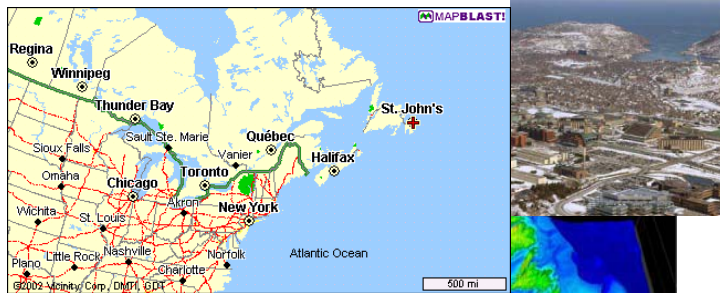 MAPBLAST!
Regina
Winnipeg
Thunder Bay
St. John's
Sault Ste. Marie
Québec
Sioux Falls
Vanier
Halifax
Omaha
Toronto
Chicago
Akron
New York
Wichita
St. Louis
Atlantic Ocean
Norfolk
Nashville
Little Rock
Plano
Charlotte
500 mi
©2002 Vicinity Corp, DMTI, GDT